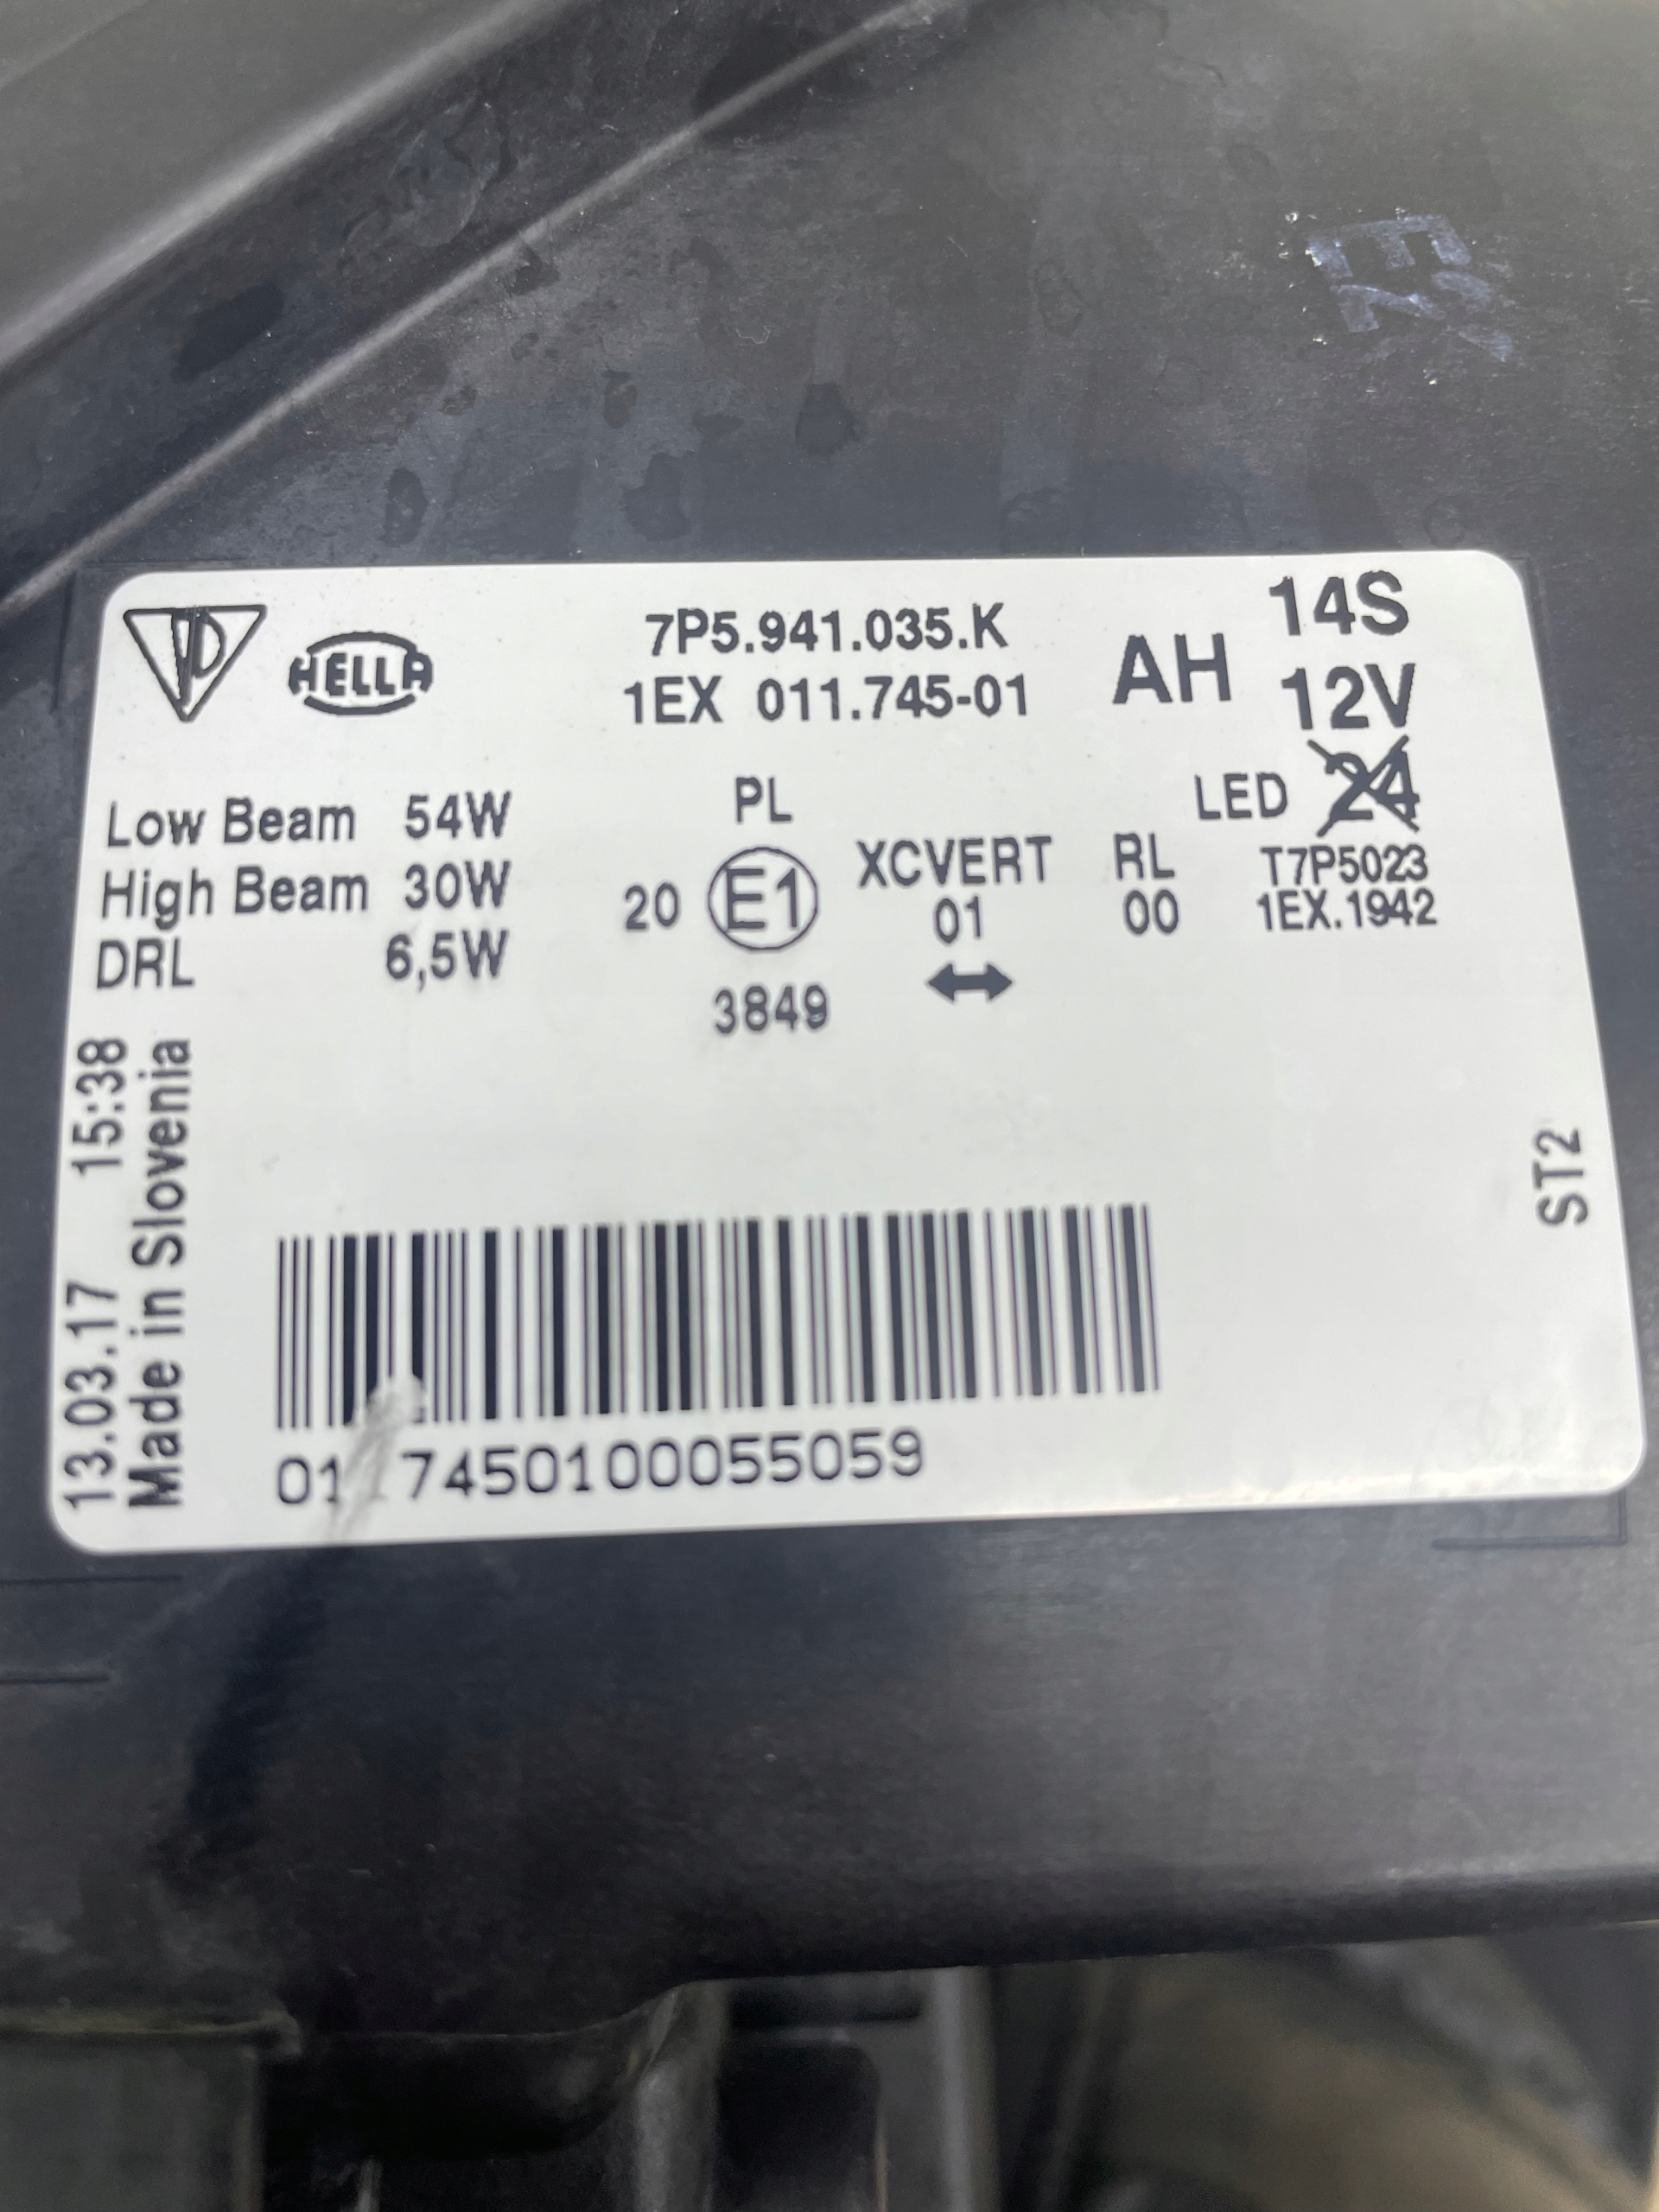 HELLA
7P5.941.035.K
1EX 011.745-01
AH
14S
12V
LED 24
Low Beam 54W
High Beam 30W
DRL 6,5W
PL
20 E1
3849
XCVERT
01
RL
00
T7P5023
1EX.1942
13.03.17 15:38
Made in Slovenia
ST2